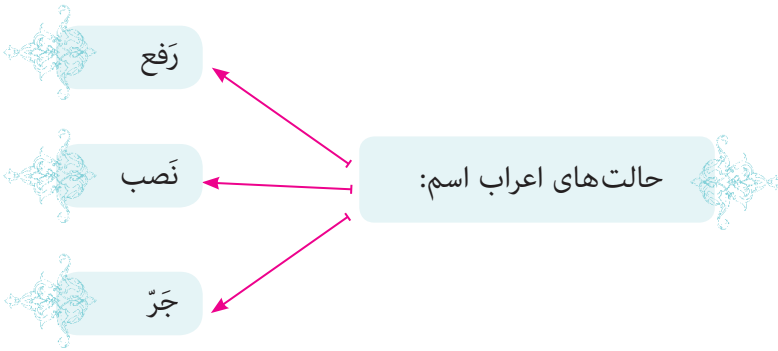 حالت‌های اعراب اسم:
رَفع
نَصب
جَرّ